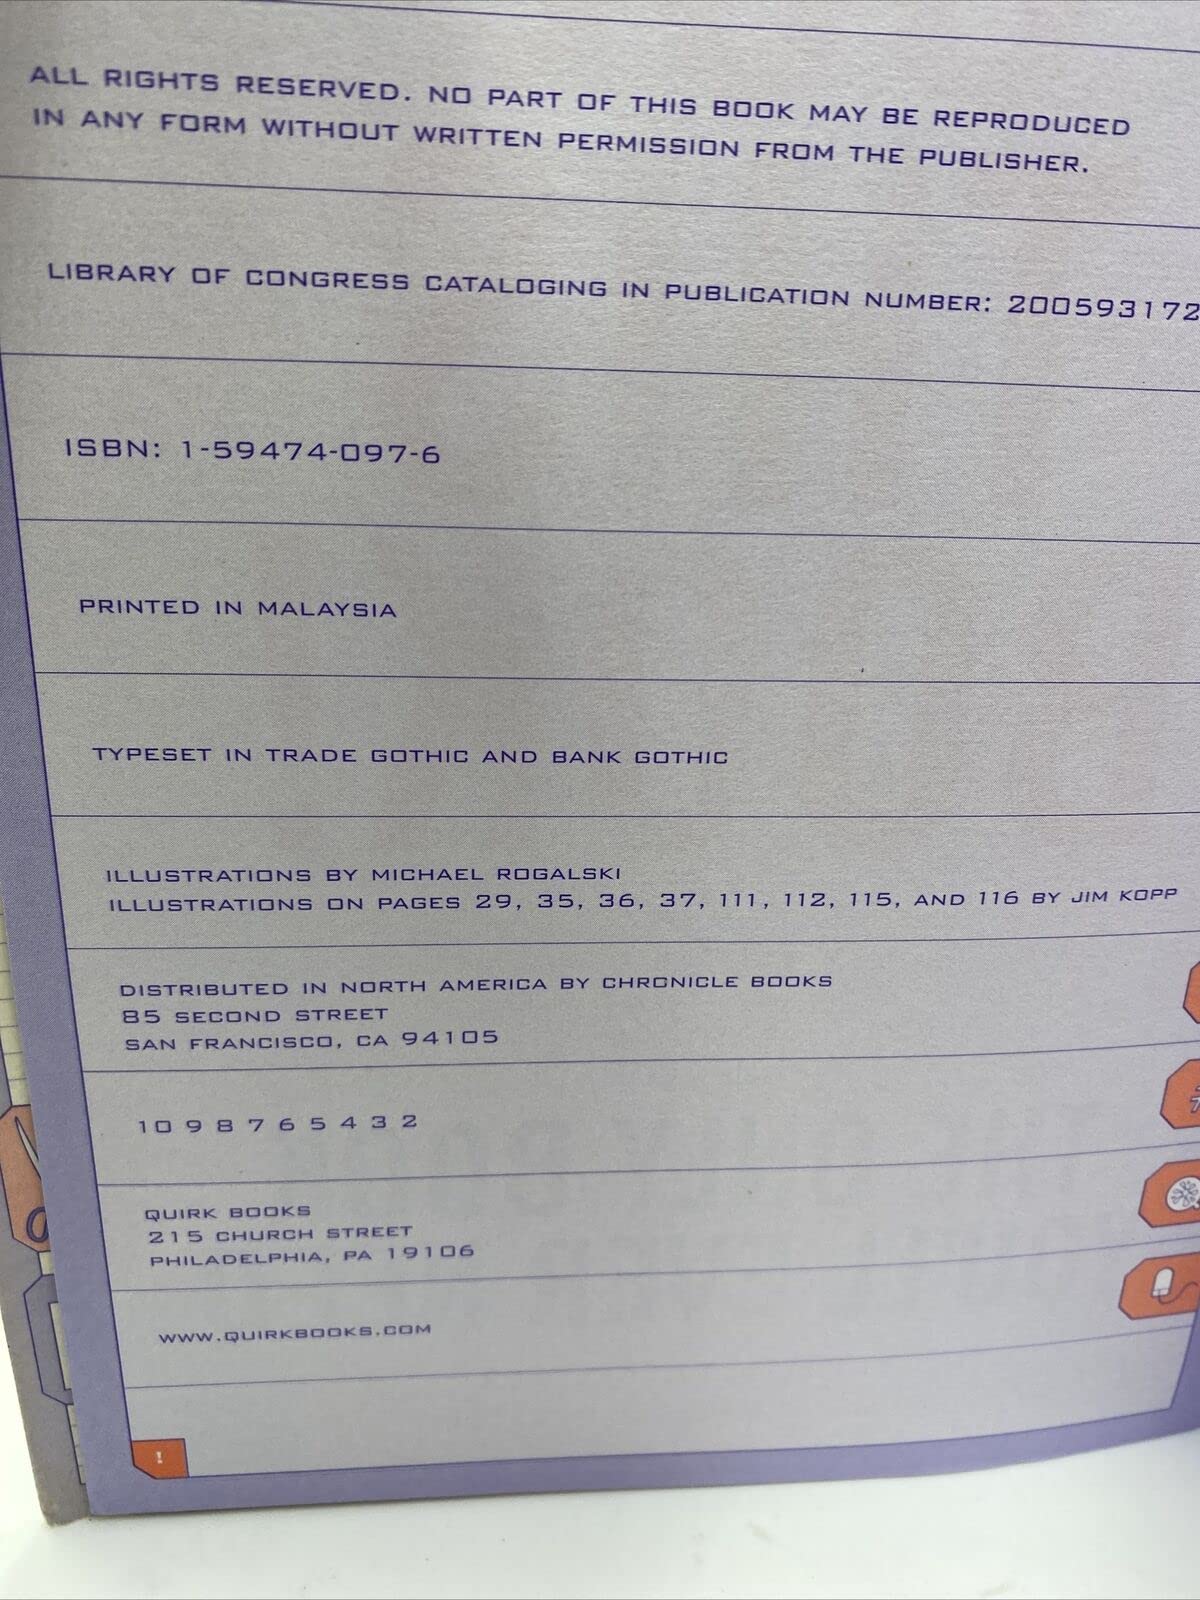 ALL RIGHTS RESERVED. NO PART OF THIS BOOK MAY BE REPRODUCED
IN ANY FORM WITHOUT WRITTEN PERMISSION FROM THE PUBLISHER.
LIBRARY OF CONGRESS CATALOGING IN PUBLICATION NUMBER: 200593172
ISBN: 1-59474-097-6
PRINTED IN MALAYSIA
TYPESET IN TRADE GOTHIC AND BANK GOTHIC
ILLUSTRATIONS BY MICHAEL ROGALSKI
ILLUSTRATIONS ON PAGES 29, 35, 36, 37, 111, 112, 115, AND 116 BY JIM KOPP
DISTRIBUTED IN NORTH AMERICA BY CHRONICLE BOOKS
85 SECOND STREET
SAN FRANCISCO, CA 94105
10 9 8 7 6 5 4 3 2
QUIRK BOOKS
215 CHURCH STREET
PHILADELPHIA, PA 19106
WWW.QUIRKBOOKS.COM
!